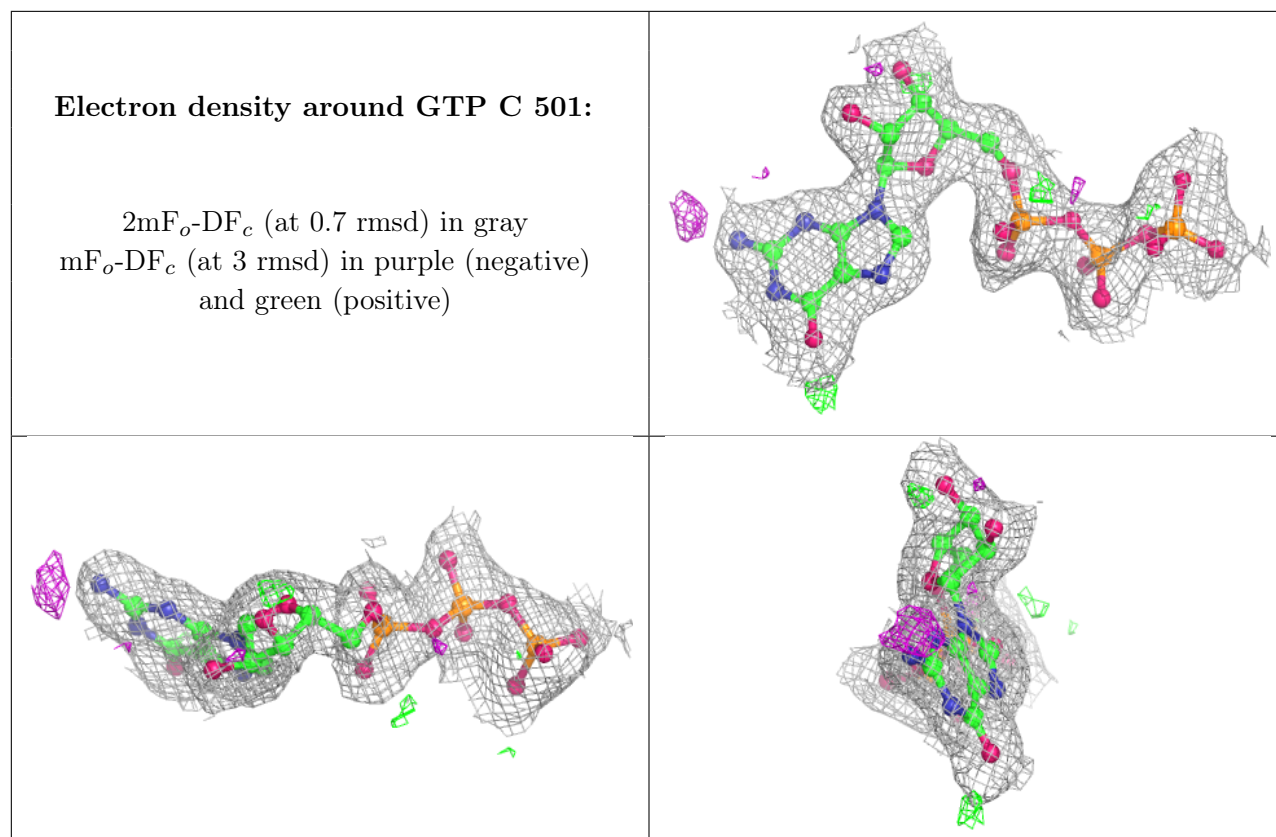 Electron density around GTP C 501:
2mFₒ-DF𝒸 (at 0.7 rmsd) in gray
mFₒ-DF𝒸 (at 3 rmsd) in purple (negative)
and green (positive)